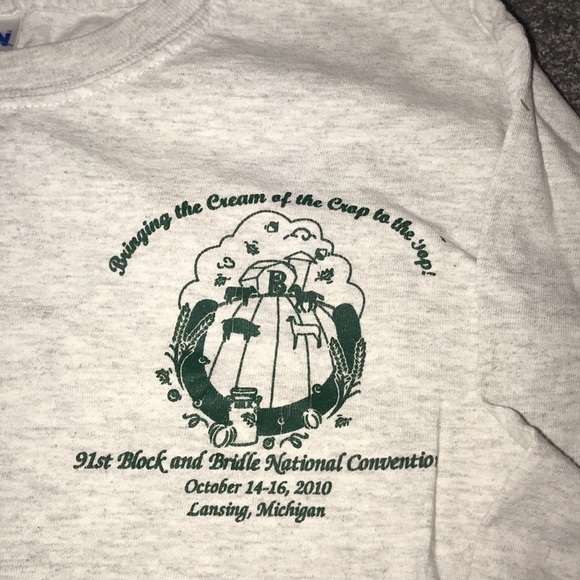 Bringing the Cream of the Crop to the Top!
B
91st Block and Bridle National Conventio
October 14-16, 2010
Lansing, Michigan